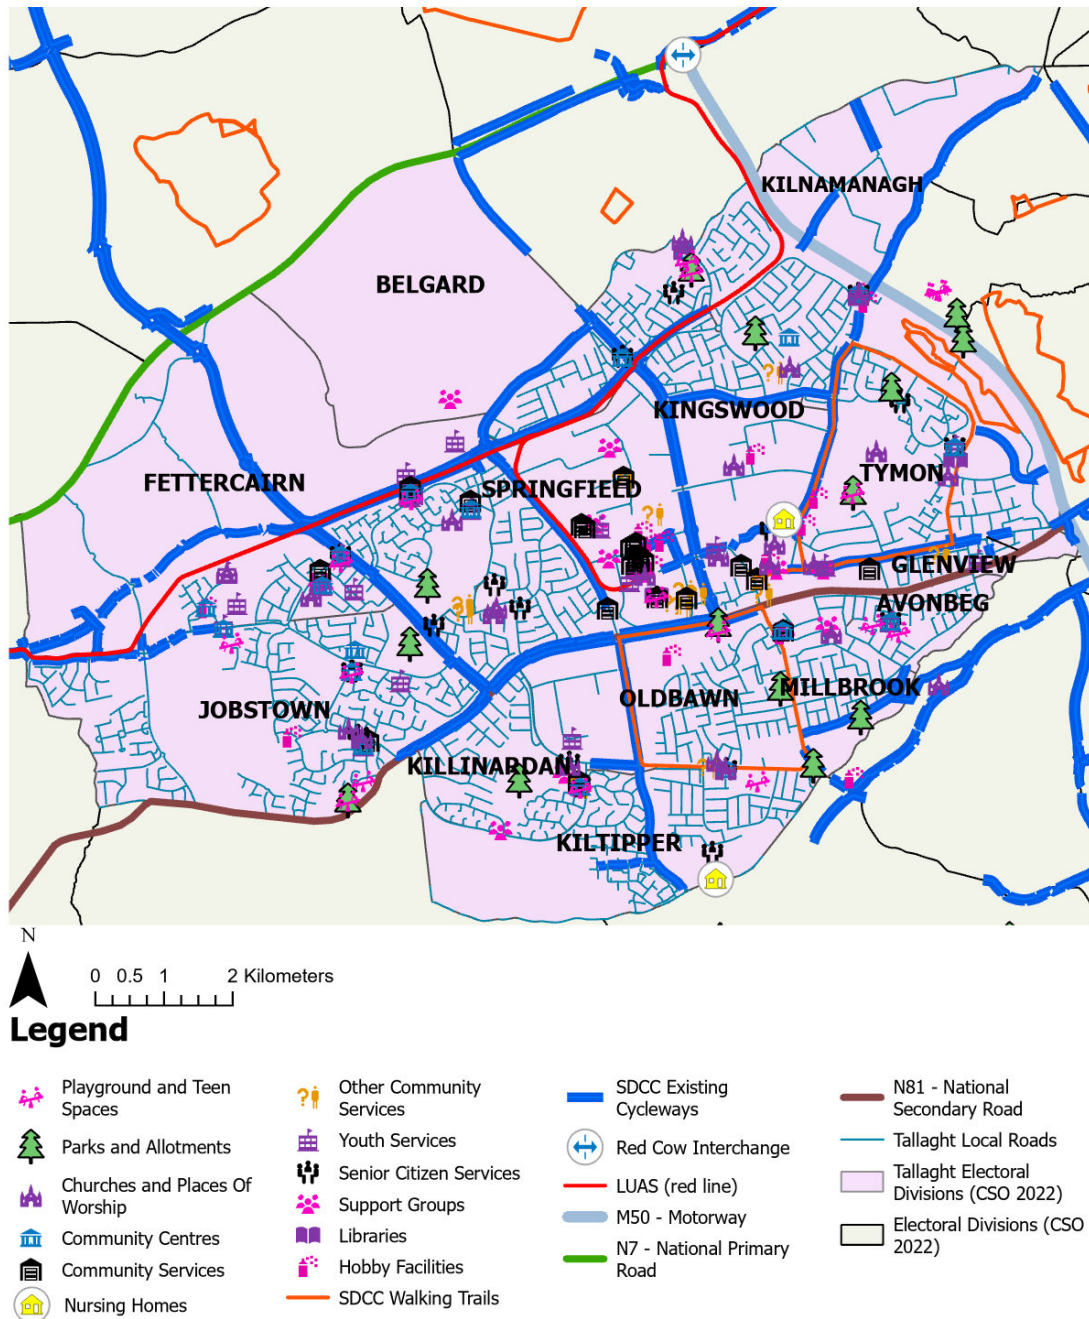 KILNAMANAGH
BELGARD
KINGSWOOD
TYMON
FETTERCAIRN
SPRINGFIELD
GLENVIEW
AVONBEG
MILLBROOK
OLDBAWN
JOBSTOWN
KILLINARDAN
KILTIPPER
N
0 0.5 1 2 Kilometers
Legend
Playground and Teen
Spaces
Parks and Allotments
Churches and Places Of
Worship
Community Centres
Community Services
Nursing Homes
Other Community
Services
Youth Services
Senior Citizen Services
Support Groups
Libraries
Hobby Facilities
SDCC Walking Trails
SDCC Existing
Cycleways
Red Cow Interchange
LUAS (red line)
M50 - Motorway
N7 - National Primary
Road
N81 - National
Secondary Road
Tallaght Local Roads
Tallaght Electoral
Divisions (CSO 2022)
Electoral Divisions (CSO
2022)